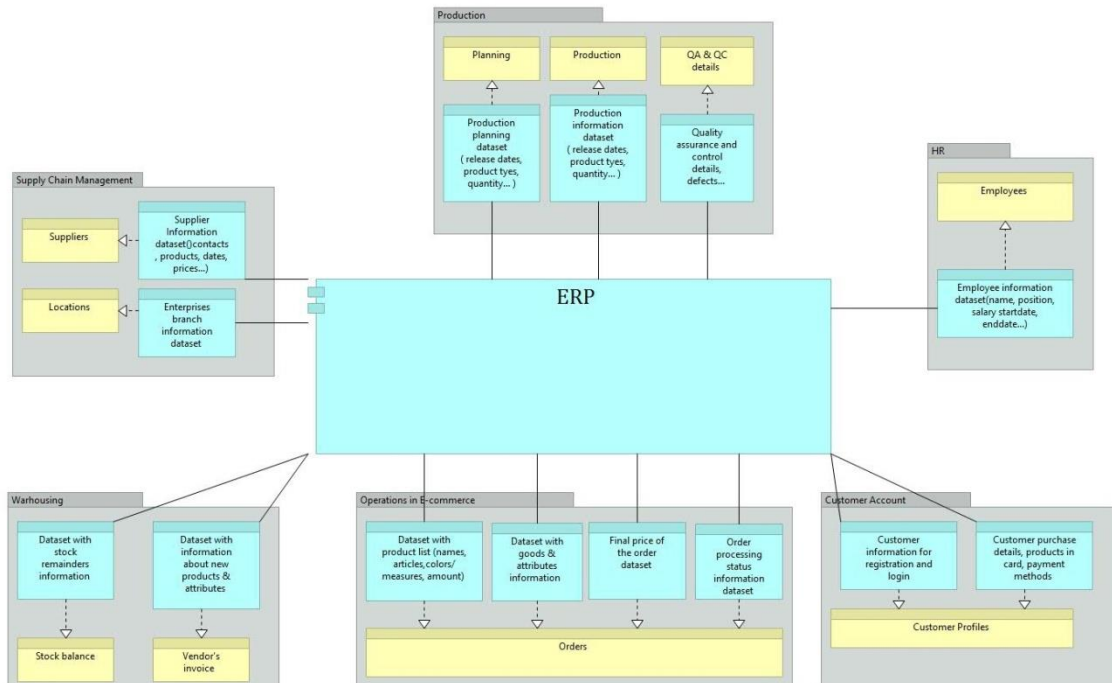 Production
Planning
Production
QA & QC
details
Production
planning
dataset
( release dates,
product tyes,
quantity... )
Production
information
dataset
( release dates,
product tyes,
quantity... )
Quality
assurance and
control
details,
defects...
HR
Employees
Employee information
dataset(name, position,
salary startdate,
enddate...)
Supply Chain Management
Suppliers
Supplier
Information
dataset()contacts
, products, dates,
prices...)
Locations
Enterprises
branch
information
dataset
ERP
Warhousing
Dataset with
stock
remainders
information
Dataset with
information
about new
products &
attributes
Stock balance
Vendor's
invoice
Operations in E-commerce
Dataset with
product list (names,
articles,colors/
measures, amount)
Dataset with
goods &
attributes
information
Final price of
the order
dataset
Order
processing
status
information
dataset
Orders
Customer Account
Customer
information for
registration and
login
Customer purchase
details, products in
card, payment
methods
Customer Profiles